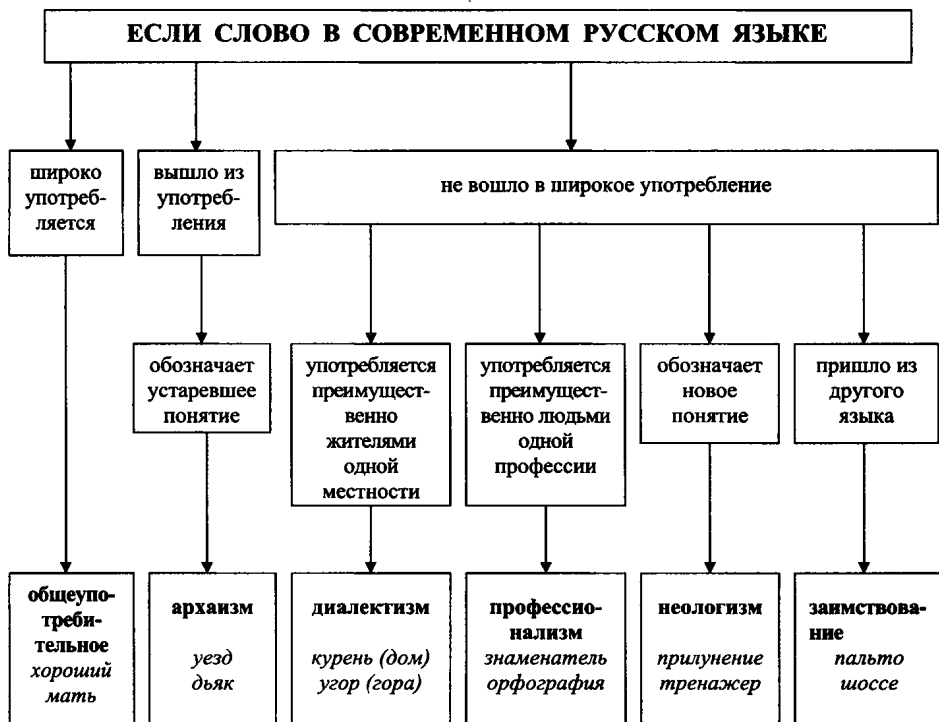 ЕСЛИ СЛОВО В СОВРЕМЕННОМ РУССКОМ ЯЗЫКЕ
широко
употреб-
ляется
вышло из
употреб-
ления
не вошло в широкое употребление
обозначает
устаревшее
понятие
употребляется
преимущест-
венно
жителями
одной
местности
употребляется
преимущест-
венно людьми
одной
профессии
обозначает
новое
понятие
пришло из
другого
языка
общеупо-
треби-
тельное
хороший
мать
архаизм
уезд
дьяк
диалектизм
курень (дом)
угор (гора)
профессио-
нализм
знаменатель
орфография
неологизм
прилунение
тренажер
заимствова-
ние
пальто
шоссе